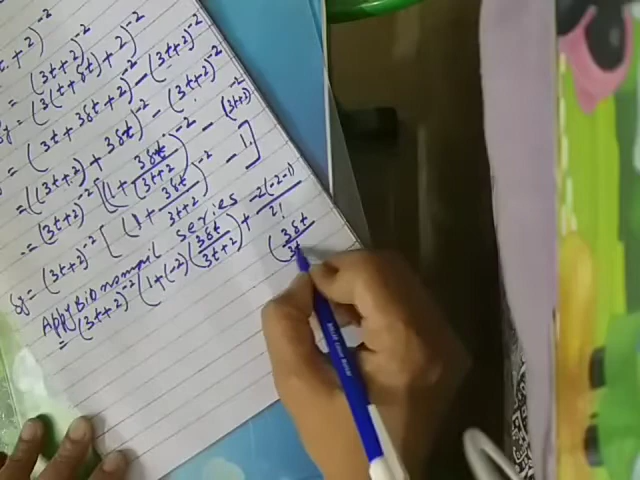 +2)^-2
= (3t+2)^-2
= (3(t+δt)+2)^-2
δy = (3t+3δt+2)^-2 - (3t+2)^-2
= ((3t+2)+3δt)^-2 - (3t+2)^-2
= (3t+2)^-2 [(1+ 3δt/(3t+2))^-2 - (3t+2)^-2
δy = (3t+2)^-2 [(1+ 3δt/3t+2)^-2 - 1]
Apply Bionomial series
= (3t+2)^-2 (1+(-2)(3δt/3t+2) + -2(-2-1)/2!
(3δt/3t